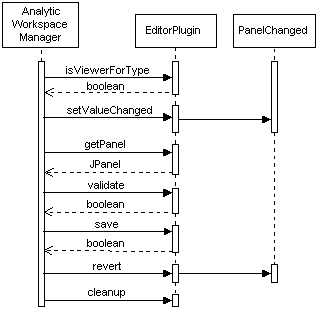 Analytic
Workspace
Manager
EditorPlugin
PanelChanged
isViewerForType
boolean
setValueChanged
getPanel
JPanel
validate
boolean
save
boolean
revert
cleanup